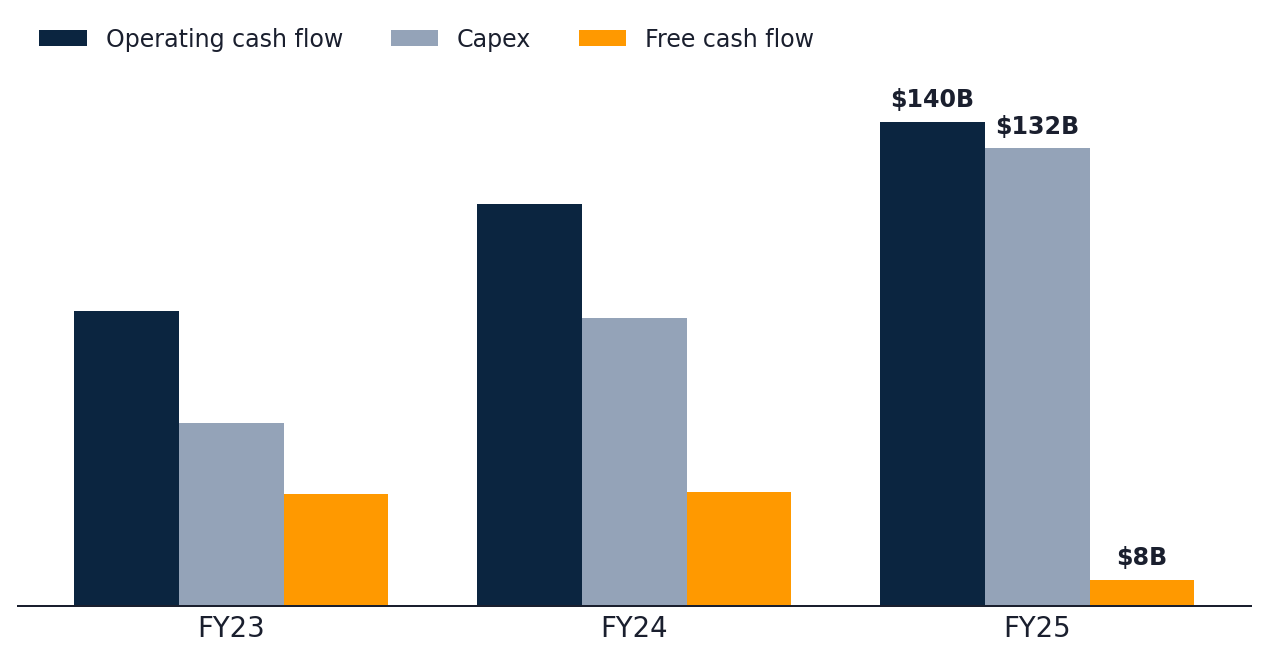 Operating cash flow Capex Free cash flow
$140B
$132B
$8B
FY23 FY24 FY25